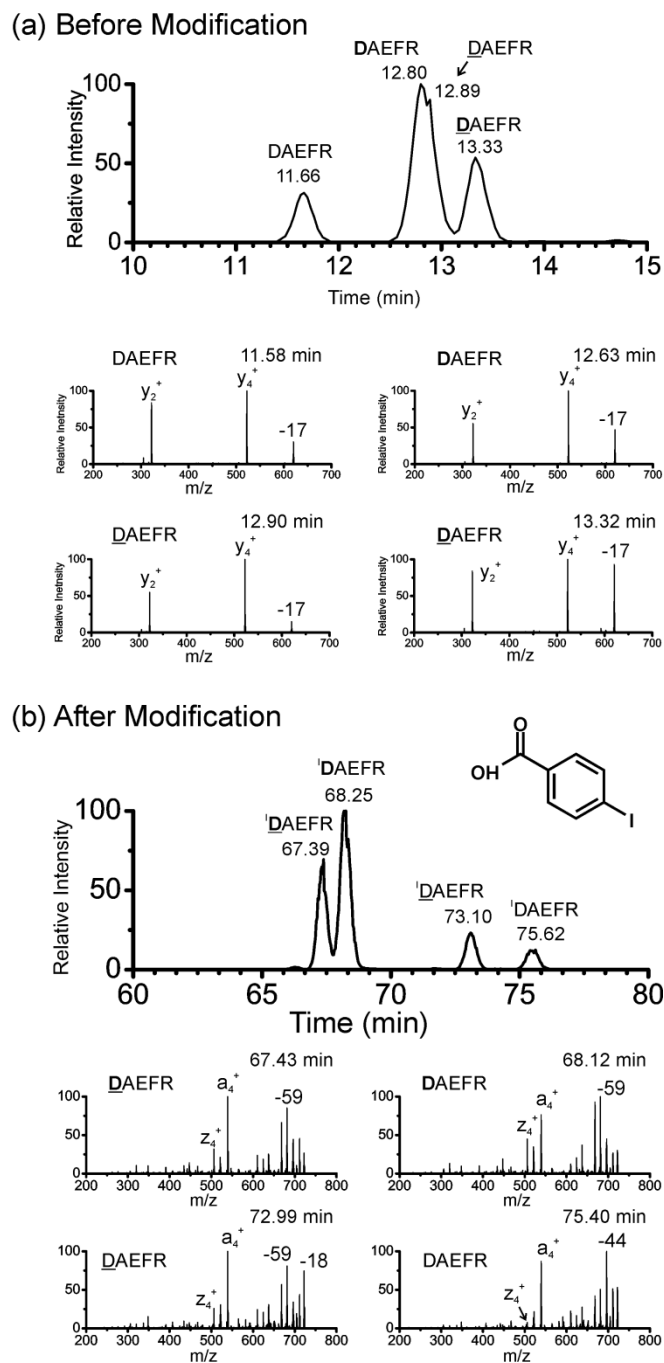 (a) Before Modification
DAEFR
12.80
DAEFR
12.89
DAEFR
13.33
DAEFR
11.66
Relative Intensity
100
50
0
10 11 12 13 14 15
Time (min)
DAEFR 11.58 min
y2+
y4+
-17
Relative Inetnsity
100
50
0
200 300 400 500 600 700
m/z
DAEFR 12.63 min
y2+
y4+
-17
Relative Inetnsity
100
50
0
200 300 400 500 600 700
m/z
DAEFR 12.90 min
y2+
y4+
-17
Relative Inetnsity
100
50
0
200 300 400 500 600 700
m/z
DAEFR 13.32 min
y2+
y4+
-17
Relative Inetnsity
100
50
0
200 300 400 500 600 700
m/z
(b) After Modification
O
OH
I
IDAEFR
68.25
IDAEFR
67.39
IDAEFR
73.10
IDAEFR
75.62
Relative Intensity
100
50
0
60 65 70 75 80
Time (min)
67.43 min
DAEFR
a4+
-59
z4+
100
50
0
200 300 400 500 600 700 800
m/z
68.12 min
DAEFR
a4+
-59
z4+
100
50
0
200 300 400 500 600 700 800
m/z
72.99 min
DAEFR
a4+
-59
-18
z4+
100
50
0
200 300 400 500 600 700 800
m/z
75.40 min
DAEFR
a4+
-44
z4+
100
50
0
200 300 400 500 600 700 800
m/z